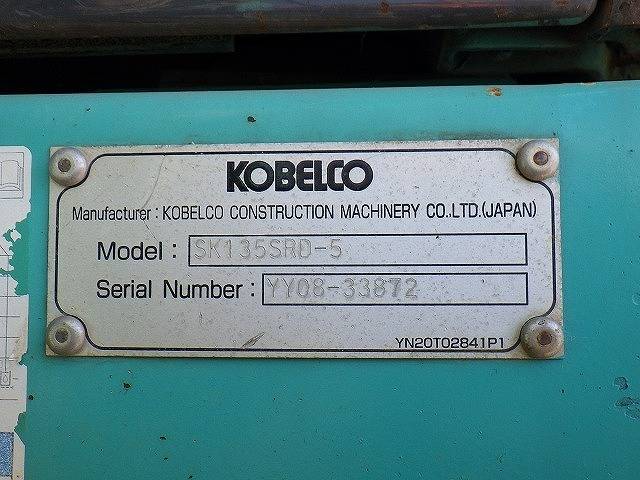 KOBELCO
Manufacturer : KOBELCO CONSTRUCTION MACHINERY CO.,LTD.(JAPAN)
Model : SK135SRD-5
Serial Number : YY08-33872
YN20T02841P1